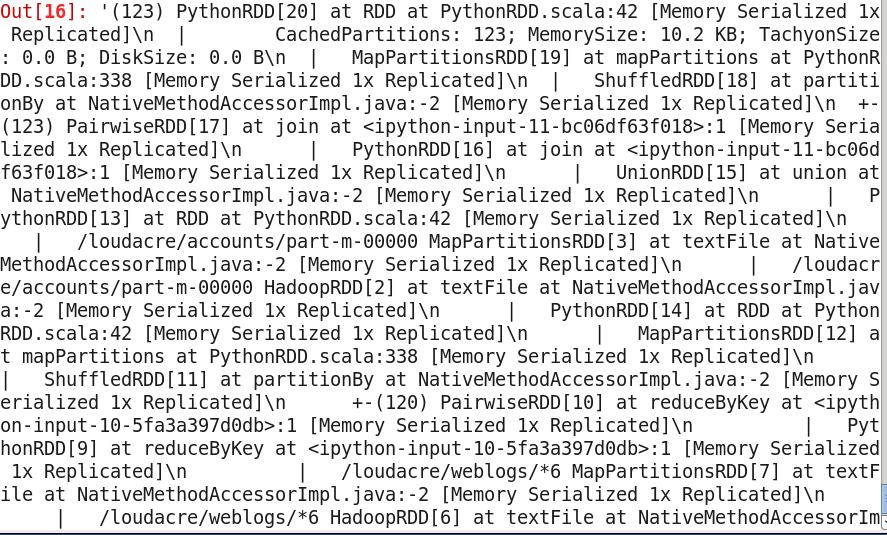 Out[16]: '(123) PythonRDD[20] at RDD at PythonRDD.scala:42 [Memory Serialized 1x
 Replicated]\n  |       CachedPartitions: 123; MemorySize: 10.2 KB; TachyonSize
: 0.0 B; DiskSize: 0.0 B\n  |   MapPartitionsRDD[19] at mapPartitions at PythonR
DD.scala:338 [Memory Serialized 1x Replicated]\n  |   ShuffledRDD[18] at partiti
onBy at NativeMethodAccessorImpl.java:-2 [Memory Serialized 1x Replicated]\n  +-
(123) PairwiseRDD[17] at join at <ipython-input-11-bc06df63f018>:1 [Memory Seria
lized 1x Replicated]\n      |   PythonRDD[16] at join at <ipython-input-11-bc06d
f63f018>:1 [Memory Serialized 1x Replicated]\n      |   UnionRDD[15] at union at
 NativeMethodAccessorImpl.java:-2 [Memory Serialized 1x Replicated]\n      |   P
ythonRDD[13] at RDD at PythonRDD.scala:42 [Memory Serialized 1x Replicated]\n   
   |   /loudacre/accounts/part-m-00000 MapPartitionsRDD[3] at textFile at Native
MethodAccessorImpl.java:-2 [Memory Serialized 1x Replicated]\n      |   /loudacr
e/accounts/part-m-00000 HadoopRDD[2] at textFile at NativeMethodAccessorImpl.jav
a:-2 [Memory Serialized 1x Replicated]\n      |   PythonRDD[14] at RDD at Python
RDD.scala:42 [Memory Serialized 1x Replicated]\n      |   MapPartitionsRDD[12] a
t mapPartitions at PythonRDD.scala:338 [Memory Serialized 1x Replicated]\n      
|   ShuffledRDD[11] at partitionBy at NativeMethodAccessorImpl.java:-2 [Memory S
erialized 1x Replicated]\n      +-(120) PairwiseRDD[10] at reduceByKey at <ipyth
on-input-10-5fa3a397d0db>:1 [Memory Serialized 1x Replicated]\n          |   Pyt
honRDD[9] at reduceByKey at <ipython-input-10-5fa3a397d0db>:1 [Memory Serialized
 1x Replicated]\n          |   /loudacre/weblogs/*6 MapPartitionsRDD[7] at textF
ile at NativeMethodAccessorImpl.java:-2 [Memory Serialized 1x Replicated]\n     
     |   /loudacre/weblogs/*6 HadoopRDD[6] at textFile at NativeMethodAccessorIm